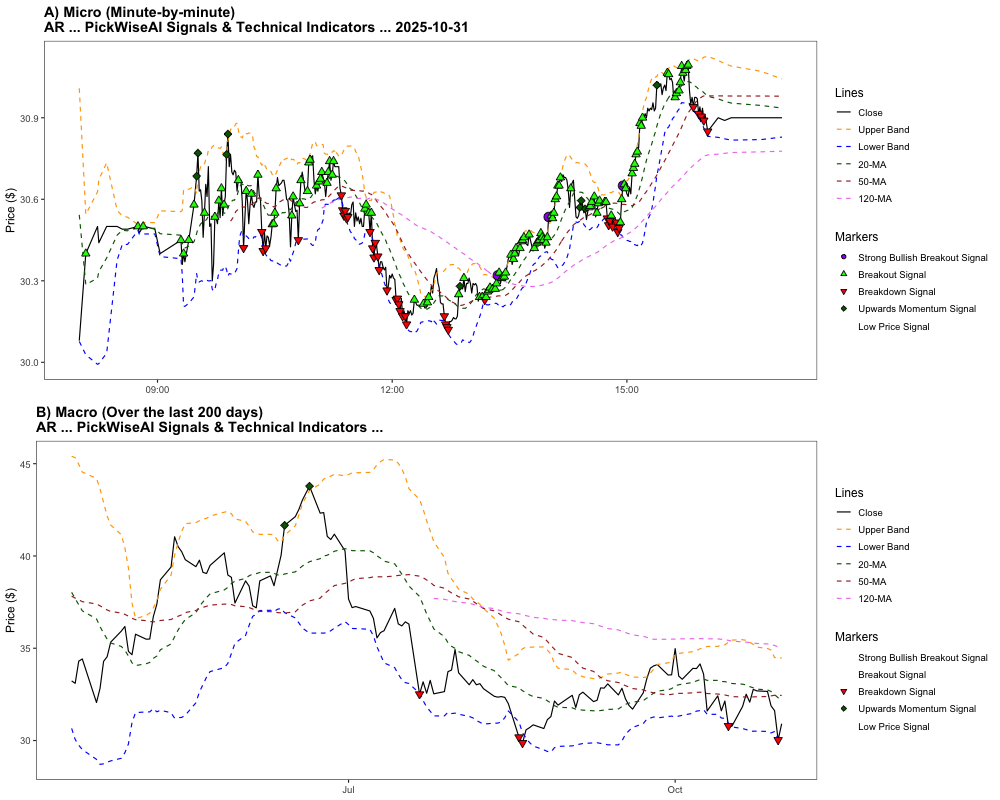 A) Micro (Minute-by-minute)
AR ... PickWiseAI Signals & Technical Indicators ... 2025-10-31
Price ($)
30.9
30.6
30.3
30.0
09:00
12:00
15:00
Lines
Close
Upper Band
Lower Band
20-MA
50-MA
120-MA
Markers
Strong Bullish Breakout Signal
Breakout Signal
Breakdown Signal
Upwards Momentum Signal
Low Price Signal
B) Macro (Over the last 200 days)
AR ... PickWiseAI Signals & Technical Indicators ...
Price ($)
45
40
35
30
Jul
Oct
Lines
Close
Upper Band
Lower Band
20-MA
50-MA
120-MA
Markers
Strong Bullish Breakout Signal
Breakout Signal
Breakdown Signal
Upwards Momentum Signal
Low Price Signal